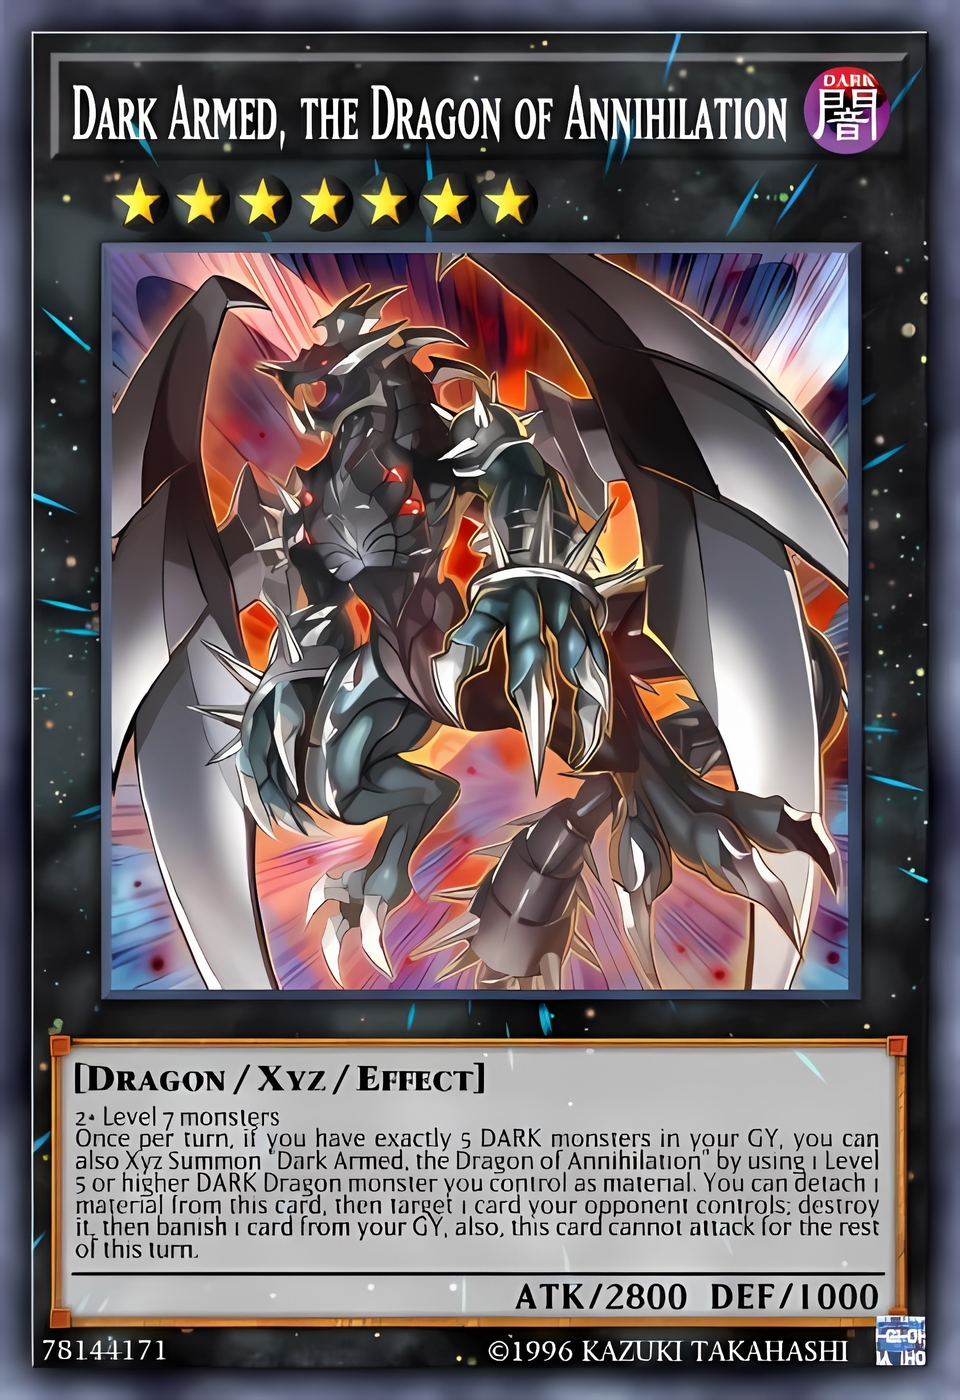 DARK ARMED, THE DRAGON OF ANNIHILATION
DARK
闇
[DRAGON / XYZ / EFFECT]
2+ Level 7 monsters
Once per turn, if you have exactly 5 DARK monsters in your GY, you can
also Xyz Summon "Dark Armed, the Dragon of Annihilation" by using 1 Level
5 or higher DARK Dragon monster you control as material. You can detach 1
material from this card, then target 1 card your opponent controls; destroy
it, then banish 1 card from your GY, also, this card cannot attack for the rest
of this turn.
ATK/2800 DEF/1000
78144171
©1996 KAZUKI TAKAHASHI